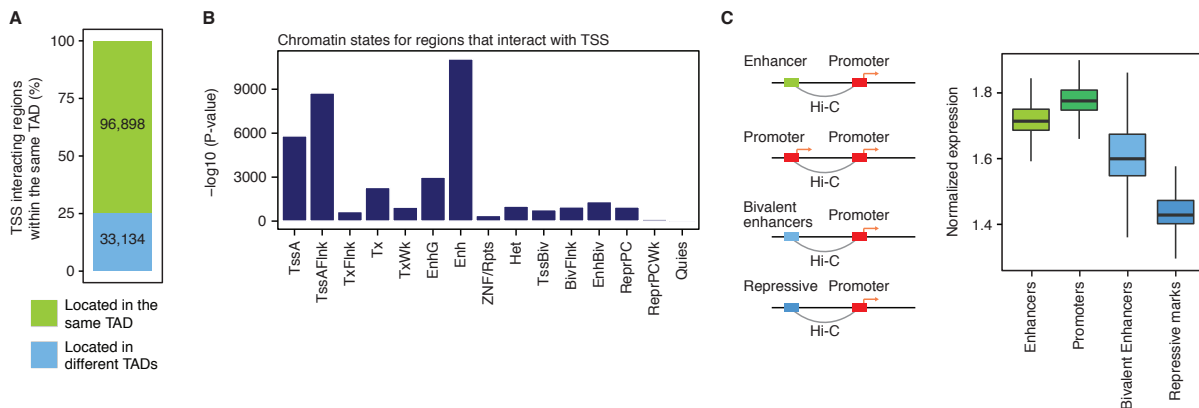 A
TSS interacting regions
within the same TAD (%)
100
75
50
25
0
96,898
33,134
Located in the
same TAD
Located in
different TADs
B
Chromatin states for regions that interact with TSS
−log10 (P-value)
9000
6000
3000
0
TssA
TssAFlnk
TxFlnk
Tx
TxWk
EnhG
Enh
ZNF/Rpts
Het
TssBiv
BivFlnk
EnhBiv
ReprPC
ReprPCWk
Quies
C
Enhancer Promoter
Hi-C
Promoter Promoter
Hi-C
Bivalent
enhancers Promoter
Hi-C
Repressive Promoter
Hi-C
Normalized expression
1.8
1.6
1.4
Enhancers
Promoters
Bivalent Enhancers
Repressive marks